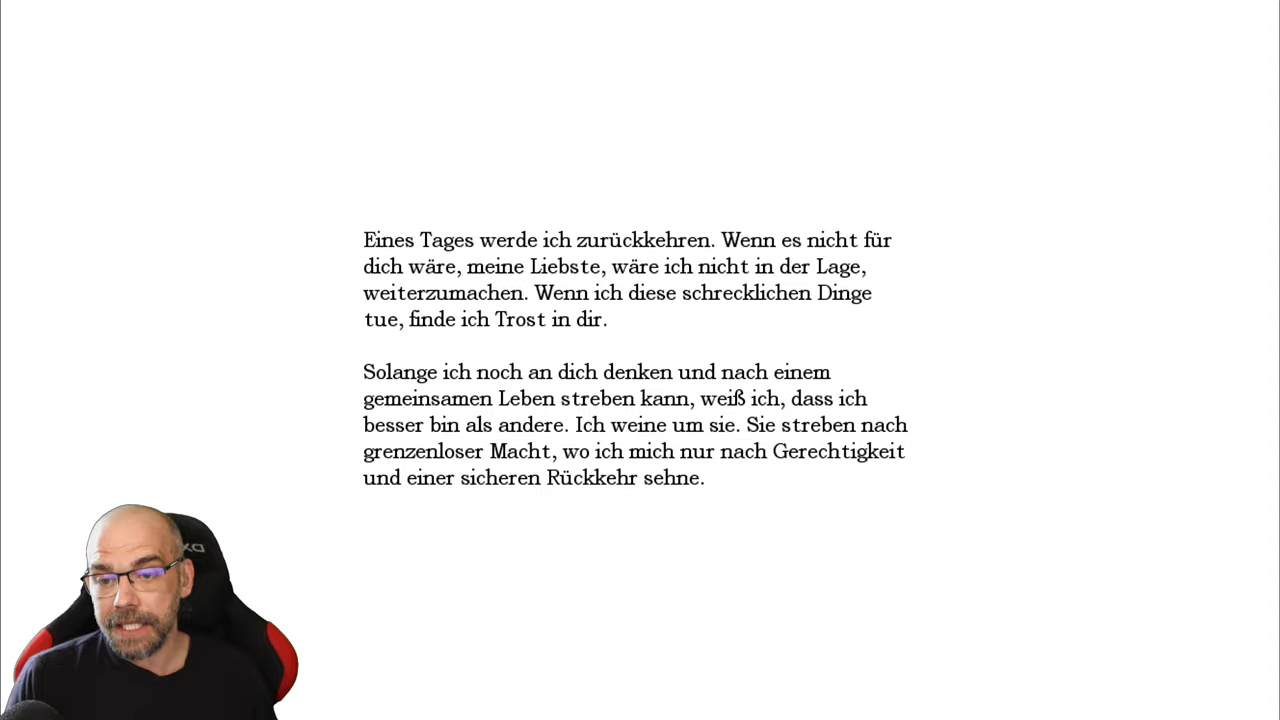 Eines Tages werde ich zurückkehren. Wenn es nicht für
dich wäre, meine Liebste, wäre ich nicht in der Lage,
weiterzumachen. Wenn ich diese schrecklichen Dinge
tue, finde ich Trost in dir.
Solange ich noch an dich denken und nach einem
gemeinsamen Leben streben kann, weiß ich, dass ich
besser bin als andere. Ich weine um sie. Sie streben nach
grenzenloser Macht, wo ich mich nur nach Gerechtigkeit
und einer sicheren Rückkehr sehne.